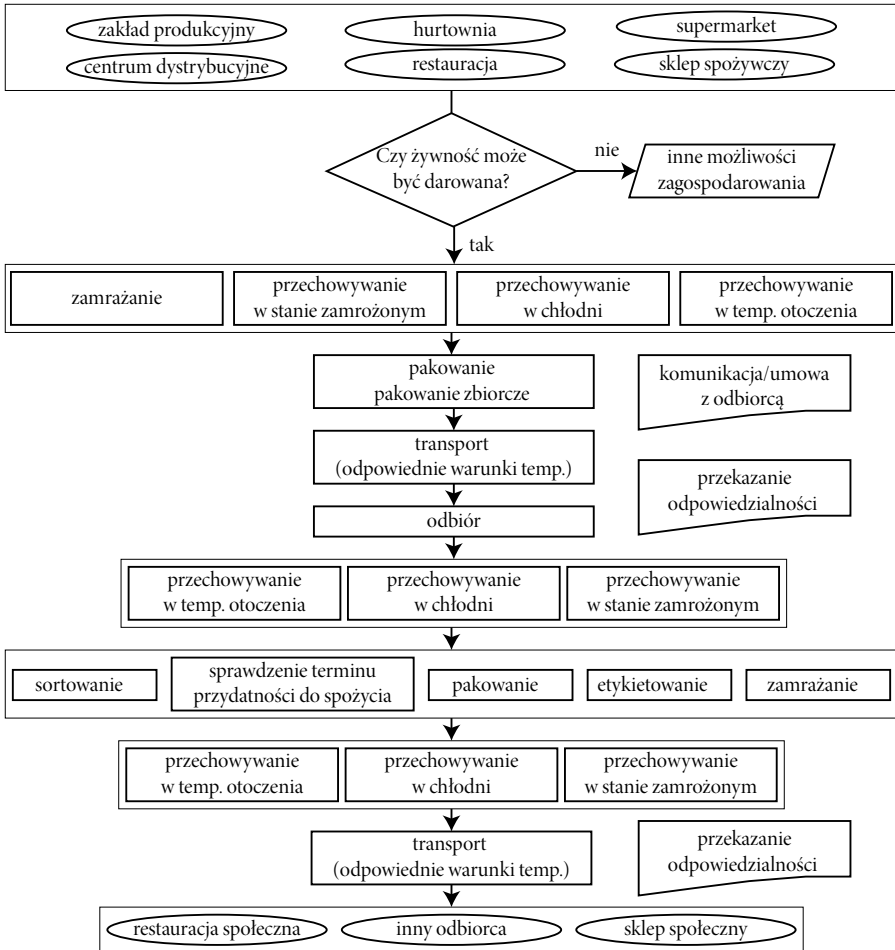 zakład produkcyjny
hurtownia
supermarket
centrum dystrybucyjne
restauracja
sklep spożywczy
Czy żywność może
być darowana?
nie
inne możliwości
zagospodarowania
tak
zamrażanie
przechowywanie
w stanie zamrożonym
przechowywanie
w chłodni
przechowywanie
w temp. otoczenia
pakowanie
pakowanie zbiorcze
komunikacja/umowa
z odbiorcą
transport
(odpowiednie warunki temp.)
przekazanie
odpowiedzialności
odbiór
przechowywanie
w temp. otoczenia
przechowywanie
w chłodni
przechowywanie
w stanie zamrożonym
sortowanie
sprawdzenie terminu
przydatności do spożycia
pakowanie
etykietowanie
zamrażanie
przechowywanie
w temp. otoczenia
przechowywanie
w chłodni
przechowywanie
w stanie zamrożonym
transport
(odpowiednie warunki temp.)
przekazanie
odpowiedzialności
restauracja społeczna
inny odbiorca
sklep społeczny